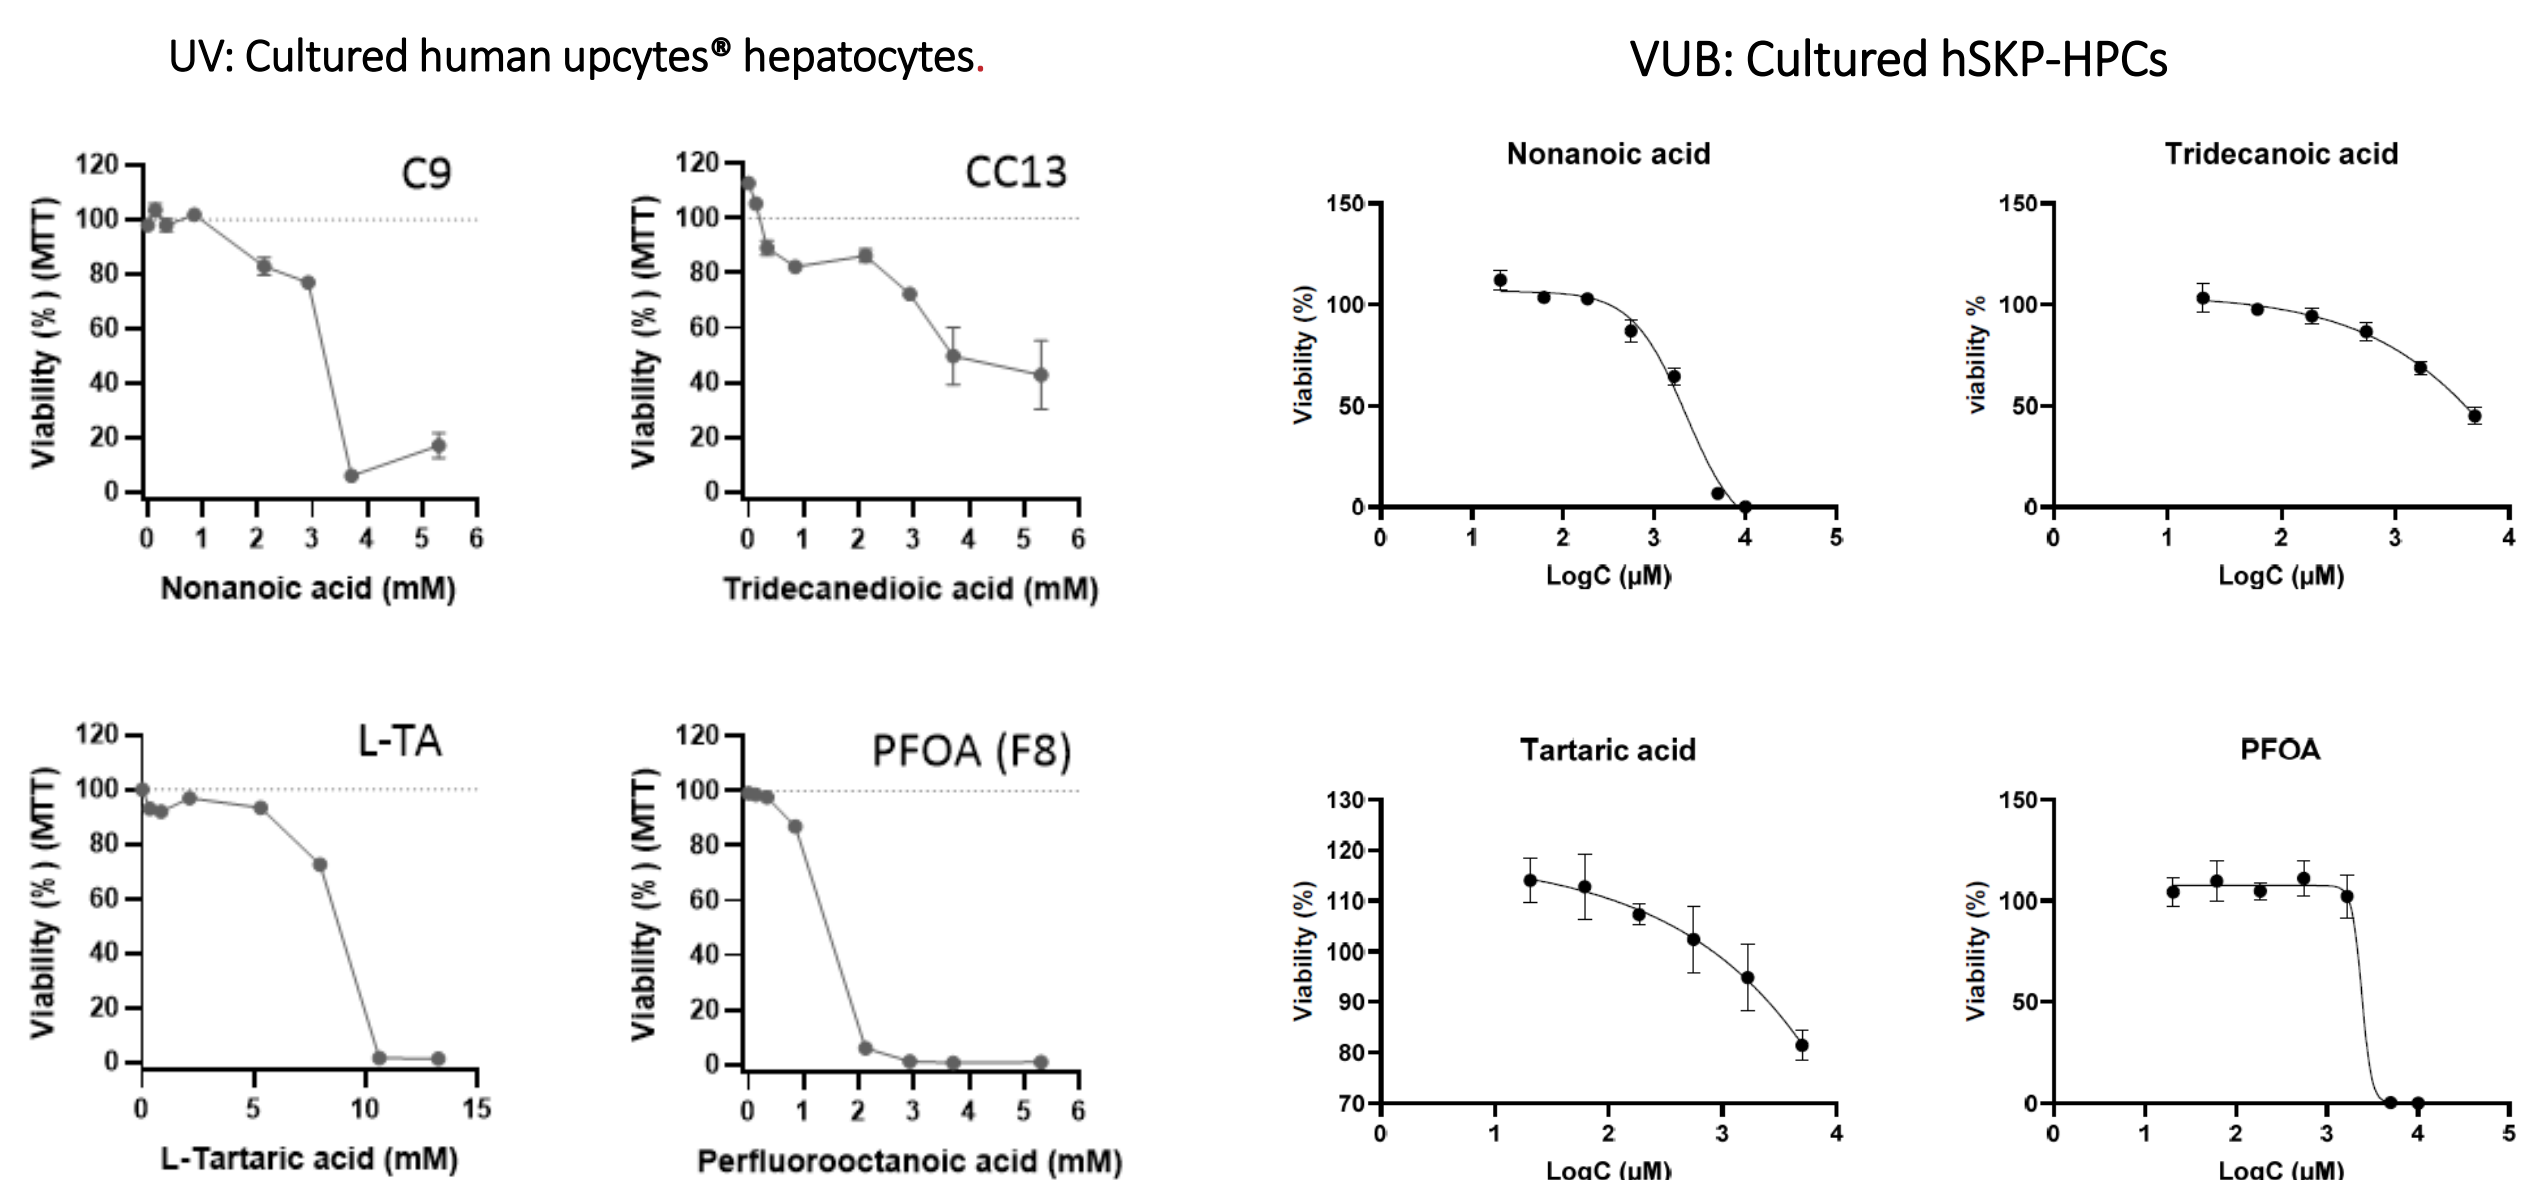 UV: Cultured human upcytes® hepatocytes.
VUB: Cultured hSKP-HPCs
C9
Viability (% ) (MTT)
120
100
80
60
40
20
0
0 1 2 3 4 5 6
Nonanoic acid (mM)
CC13
Viability (% ) (MTT)
120
100
80
60
40
20
0
0 1 2 3 4 5 6
Tridecanedioic acid (mM)
Nonanoic acid
Viability (%)
150
100
50
0
0 1 2 3 4 5
LogC (µM)
Tridecanoic acid
viability %
150
100
50
0
0 1 2 3 4
LogC (µM)
L-TA
Viability (% ) (MTT)
120
100
80
60
40
20
0
0 5 10 15
L-Tartaric acid (mM)
PFOA (F8)
Viability (% ) (MTT)
120
100
80
60
40
20
0
0 1 2 3 4 5 6
Perfluorooctanoic acid (mM)
Tartaric acid
Viability (%)
130
120
110
100
90
80
70
0 1 2 3 4
LogC (µM)
PFOA
Viability (%)
150
100
50
0
0 1 2 3 4 5
LogC (µM)